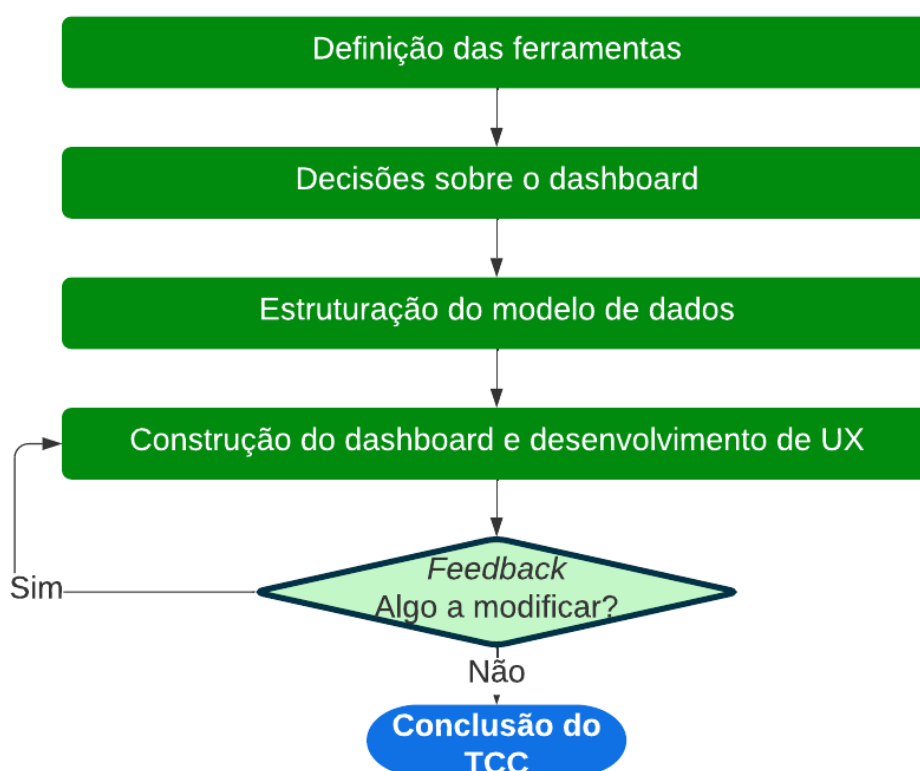 Definição das ferramentas
Decisões sobre o dashboard
Estruturação do modelo de dados
Construção do dashboard e desenvolvimento de UX
Feedback
Algo a modificar?
Sim
Não
Conclusão do
TCC